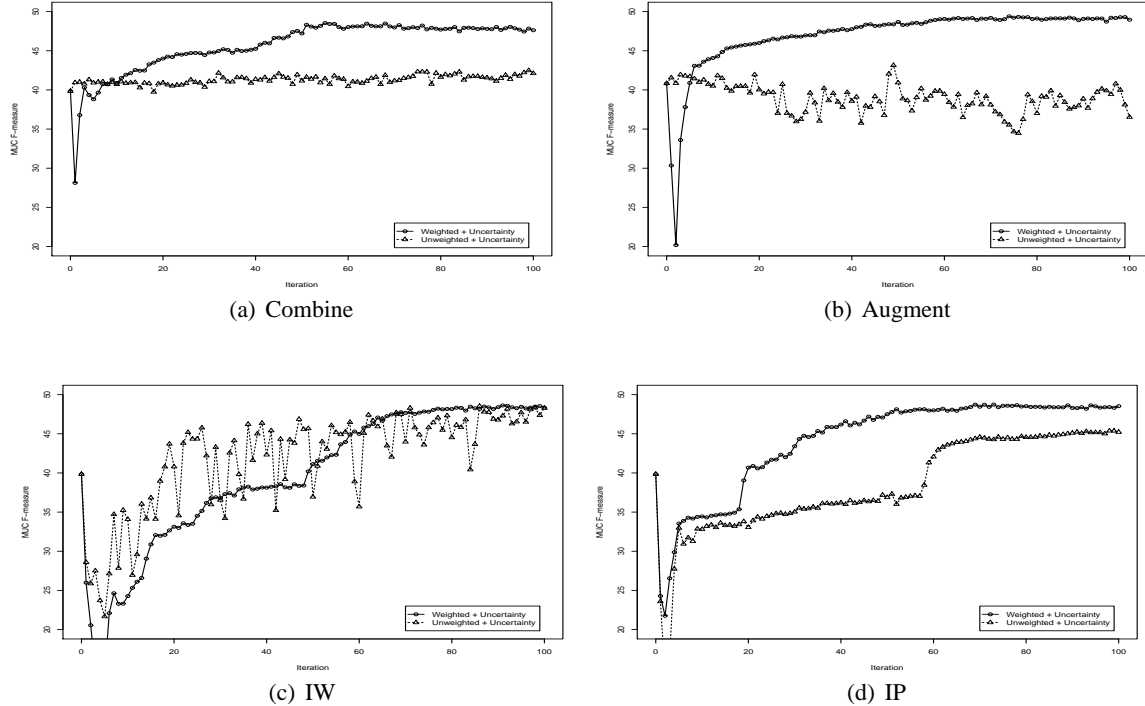 50
45
40
35
30
25
20
MUC F−measure
Weighted + Uncertainty
Unweighted + Uncertainty
0 20 40 60 80 100
Iteration
(a) Combine
50
45
40
35
30
25
20
MUC F−measure
Weighted + Uncertainty
Unweighted + Uncertainty
0 20 40 60 80 100
Iteration
(b) Augment
50
45
40
35
30
25
20
MUC F−measure
Weighted + Uncertainty
Unweighted + Uncertainty
0 20 40 60 80 100
Iteration
(c) IW
50
45
40
35
30
25
20
MUC F−measure
Weighted + Uncertainty
Unweighted + Uncertainty
0 20 40 60 80 100
Iteration
(d) IP